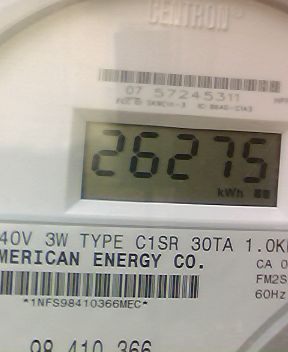 CENTRON®
07 57245311
26275
kWh
40V 3W TYPE C1SR 30TA 1.0K
MERICAN ENERGY CO.
CA 0
FM2S
60Hz
*1NFS98410366MEC*
98 410 366